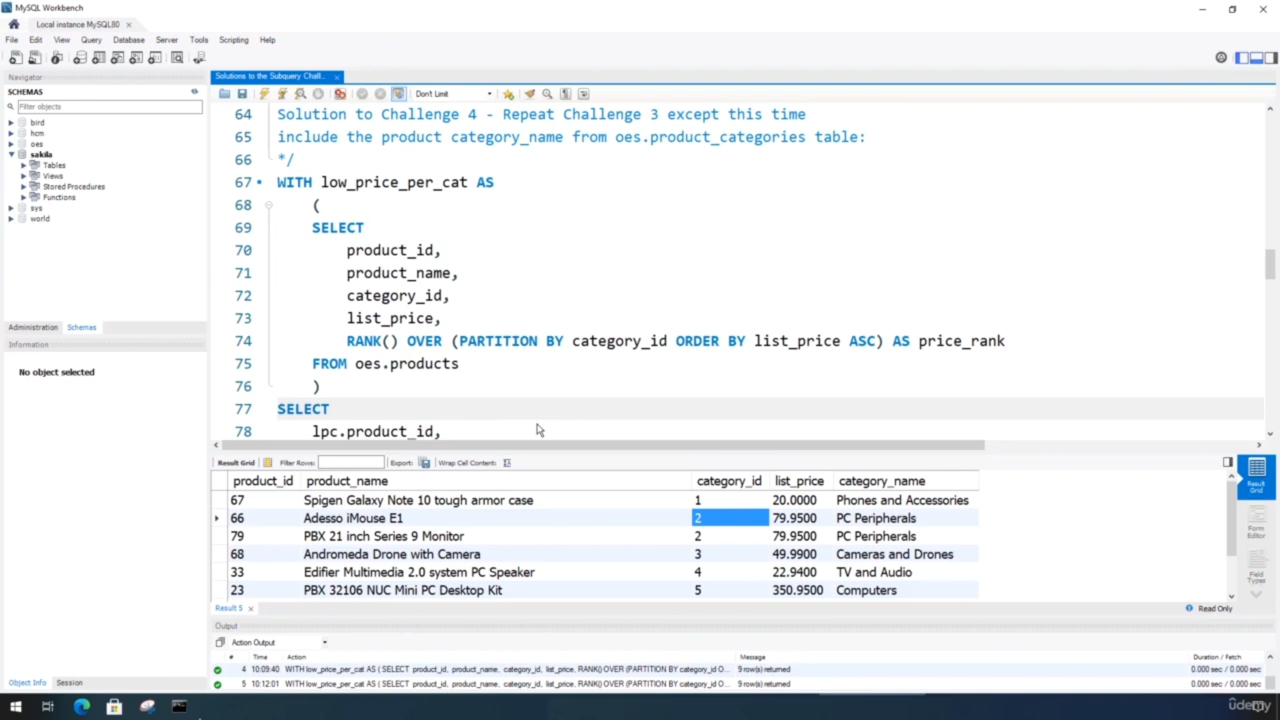 MySQL Workbench
Local instance MySQL80 ×
File Edit View Query Database Server Tools Scripting Help
Navigator
SCHEMAS
Filter objects
bird
hcm
oes
sakila
Tables
Views
Stored Procedures
Functions
sys
world
Administration Schemas
Information
No object selected
Object Info Session
Solutions to the Subquery Chall... ×
Don't Limit
64 Solution to Challenge 4 - Repeat Challenge 3 except this time
65 include the product category_name from oes.product_categories table:
66 */
67 WITH low_price_per_cat AS
68 (
69 SELECT
70 product_id,
71 product_name,
72 category_id,
73 list_price,
74 RANK() OVER (PARTITION BY category_id ORDER BY list_price ASC) AS price_rank
75 FROM oes.products
76 )
77 SELECT
78 lpc.product_id,
Result Grid Filter Rows: Export: Wrap Cell Content:
product_id product_name category_id list_price category_name
67 Spigen Galaxy Note 10 tough armor case 1 20.0000 Phones and Accessories
66 Adesso iMouse E1 2 79.9500 PC Peripherals
79 PBX 21 inch Series 9 Monitor 2 79.9500 PC Peripherals
68 Andromeda Drone with Camera 3 49.9900 Cameras and Drones
33 Edifier Multimedia 2.0 system PC Speaker 4 22.9400 TV and Audio
23 PBX 32106 NUC Mini PC Desktop Kit 5 350.9500 Computers
Result Grid
Form Editor
Field Types
Result 5 × Read Only
Output
Action Output
# Time Action Message Duration / Fetch
4 10:09:40 WITH low_price_per_cat AS ( SELECT product_id, product_name, category_id, list_price, RANK() OVER (PARTITION BY category_id O... 9 row(s) returned 0.000 sec / 0.000 sec
5 10:12:01 WITH low_price_per_cat AS ( SELECT product_id, product_name, category_id, list_price, RANK() OVER (PARTITION BY category_id O... 9 row(s) returned 0.000 sec / 0.000 sec
ûdemy